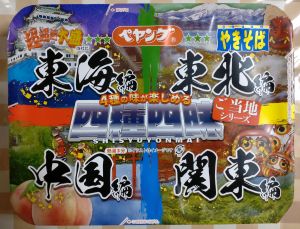 ペヤング
やきそば
東海編
東北編
4種の味が楽しめる
四種四昧
SHISYUYONMAI
ご当地
シリーズ
中国編
関東編